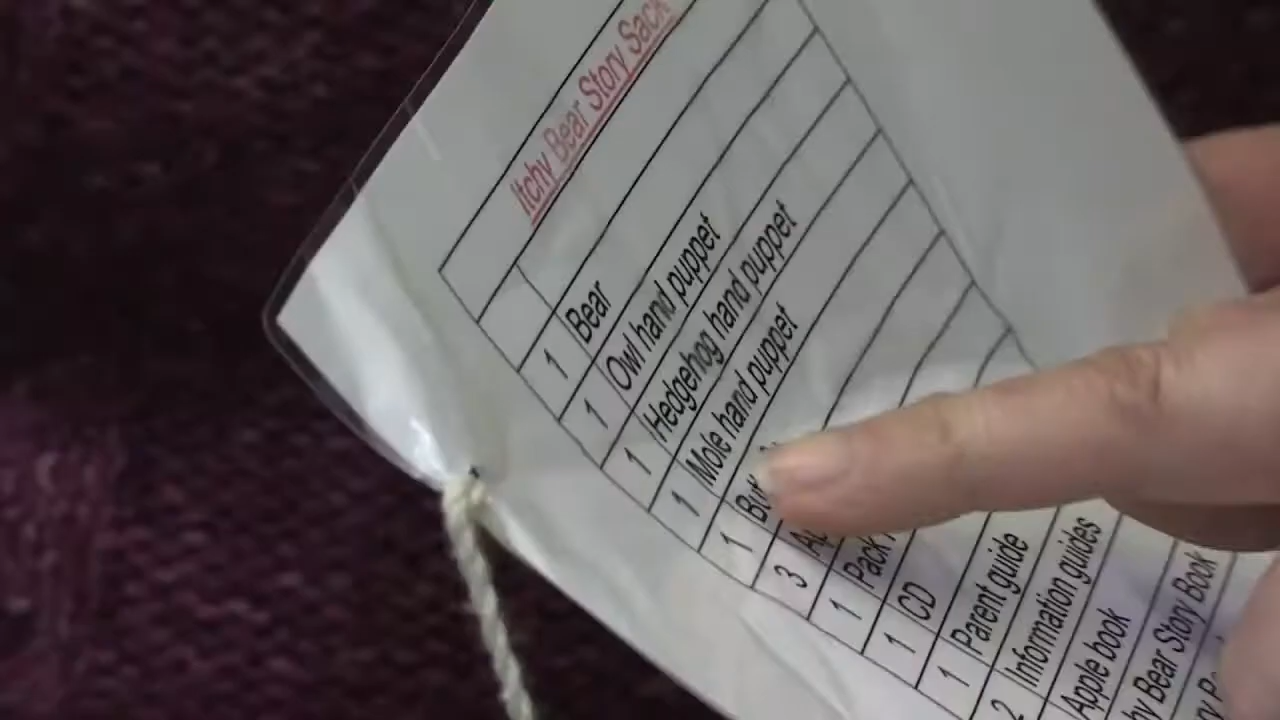 Itchy Bear Story Sack
1 Bear
1 Owl hand puppet
1 Hedgehog hand puppet
1 Mole hand puppet
1
3
1 Pack
1 CD
1 Parent guide
2 Information guides
Apple book
Bear Story Book